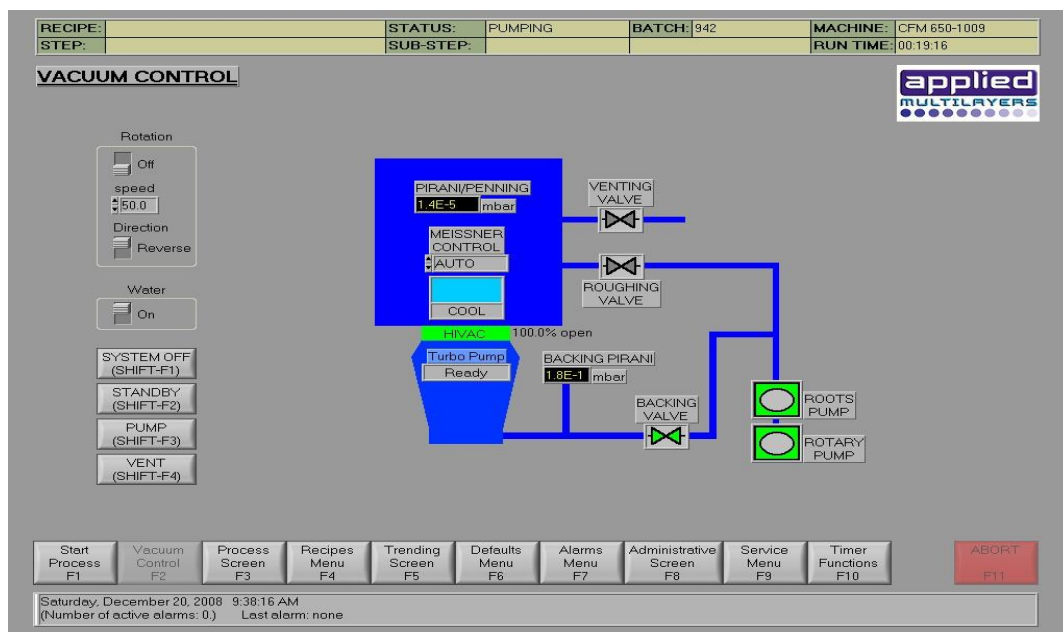 RECIPE: STATUS: PUMPING BATCH: 942 MACHINE: CFM 650-1009
STEP: SUB-STEP: RUN TIME: 00:19:16
VACUUM CONTROL
applied
MULTILAYERS
Rotation
Off
speed
50.0
Direction
Reverse
Water
On
SYSTEM OFF
(SHIFT-F1)
STANDBY
(SHIFT-F2)
PUMP
(SHIFT-F3)
VENT
(SHIFT-F4)
PIRANI/PENNING
1.4E-5 mbar
MEISSNER
CONTROL
AUTO
COOL
HIVAC 100.0% open
Turbo Pump
Ready
VENTING
VALVE
ROUGHING
VALVE
BACKING PIRANI
1.8E-1 mbar
BACKING
VALVE
ROOTS
PUMP
ROTARY
PUMP
Start
Process
F1
Vacuum
Control
F2
Process
Screen
F3
Recipes
Menu
F4
Trending
Screen
F5
Defaults
Menu
F6
Alarms
Menu
F7
Administrative
Screen
F8
Service
Menu
F9
Timer
Functions
F10
ABORT
F11
Saturday, December 20, 2008 9:38:16 AM
(Number of active alarms: 0.) Last alarm: none